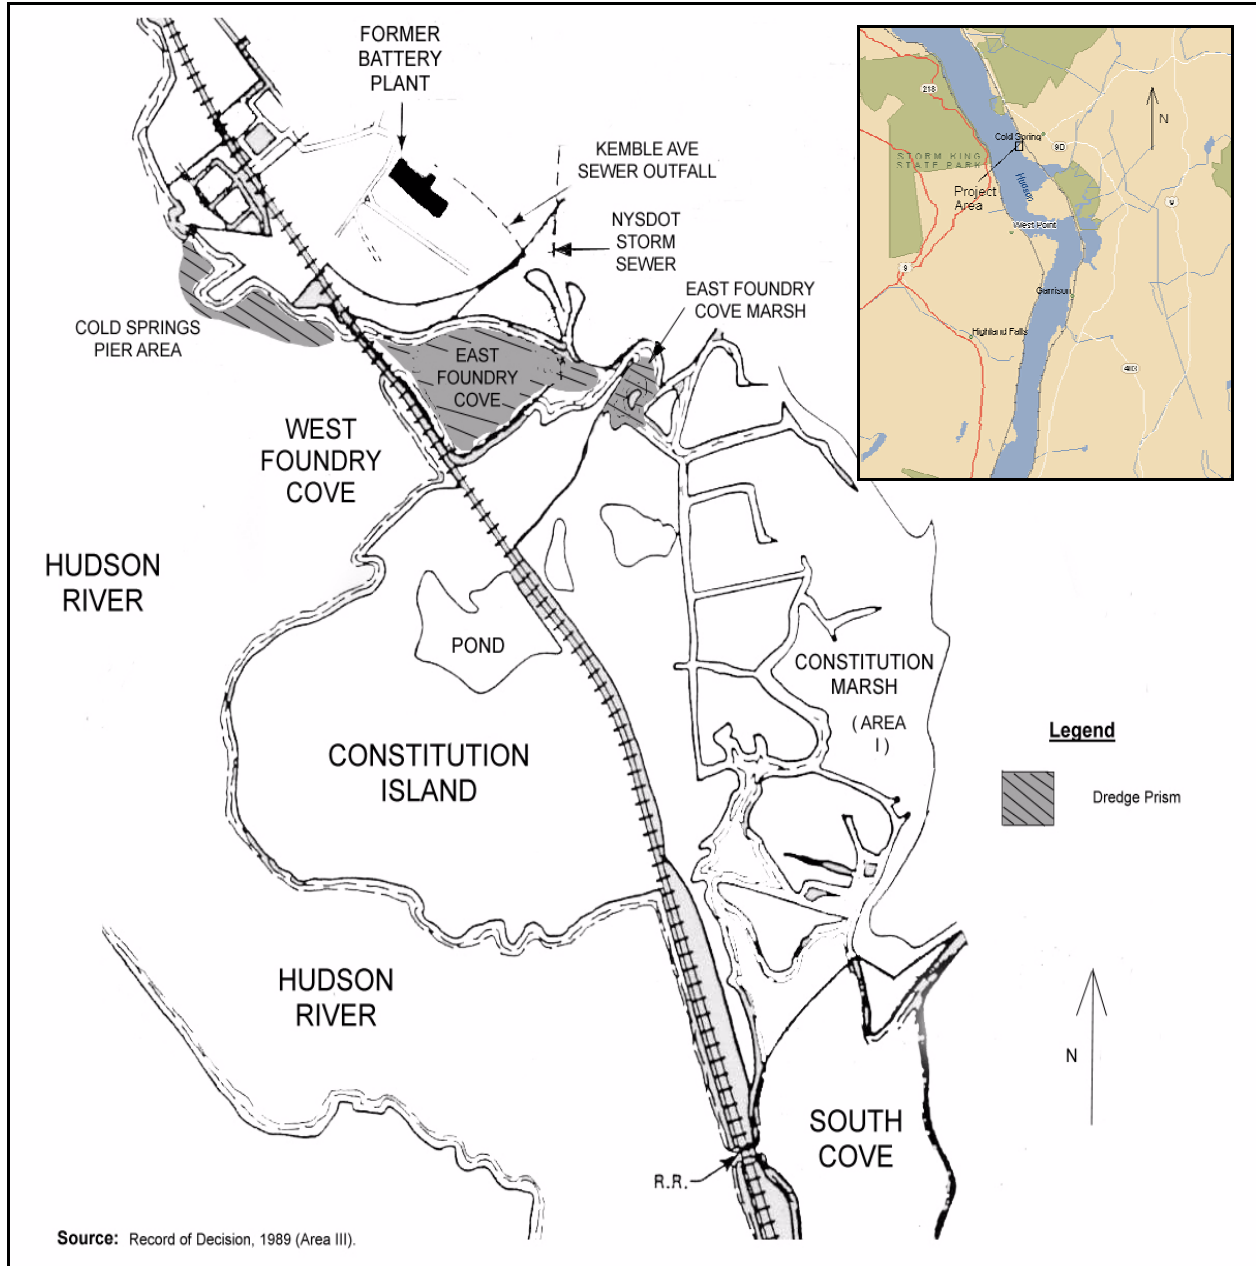 FORMER
BATTERY
PLANT
KEMBLE AVE
SEWER OUTFALL
NYSDOT
STORM
SEWER
EAST FOUNDRY
COVE MARSH
COLD SPRINGS
PIER AREA
EAST
FOUNDRY
COVE
WEST
FOUNDRY
COVE
HUDSON
RIVER
POND
CONSTITUTION
MARSH
( AREA
I )
CONSTITUTION
ISLAND
HUDSON
RIVER
SOUTH
COVE
R.R.
N
Legend
Dredge Prism
Source: Record of Decision, 1989 (Area III).
218
Cold Spring
9D
N
STORM KING
STATE PARK
Hudson
Project
Area
West Point
9
9
Garrison
Highland Falls
403